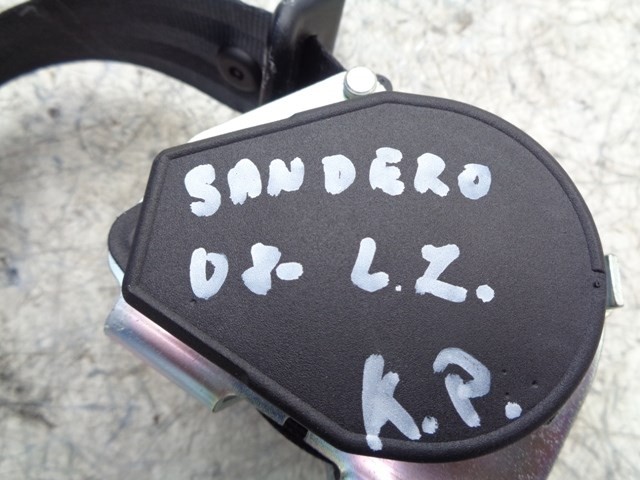 SANDERO
08- L.Z.
K.P.